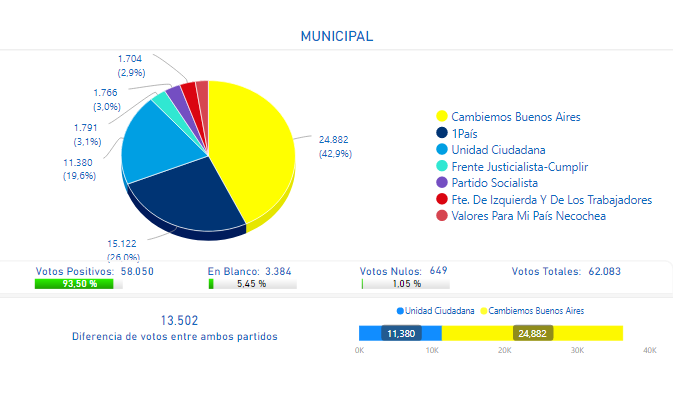 MUNICIPAL
1.704
(2,9%)
1.766
(3,0%)
1.791
(3,1%)
11.380
(19,6%)
15.122
(26,0%)
24.882
(42,9%)
Cambiemos Buenos Aires
1País
Unidad Ciudadana
Frente Justicialista-Cumplir
Partido Socialista
Fte. De Izquierda Y De Los Trabajadores
Valores Para Mi País Necochea
Votos Positivos: 58.050
93,50 %
En Blanco: 3.384
5,45 %
Votos Nulos: 649
1,05 %
Votos Totales: 62.083
13.502
Diferencia de votos entre ambos partidos
Unidad Ciudadana Cambiemos Buenos Aires
11,380 24,882
0K 10K 20K 30K 40K